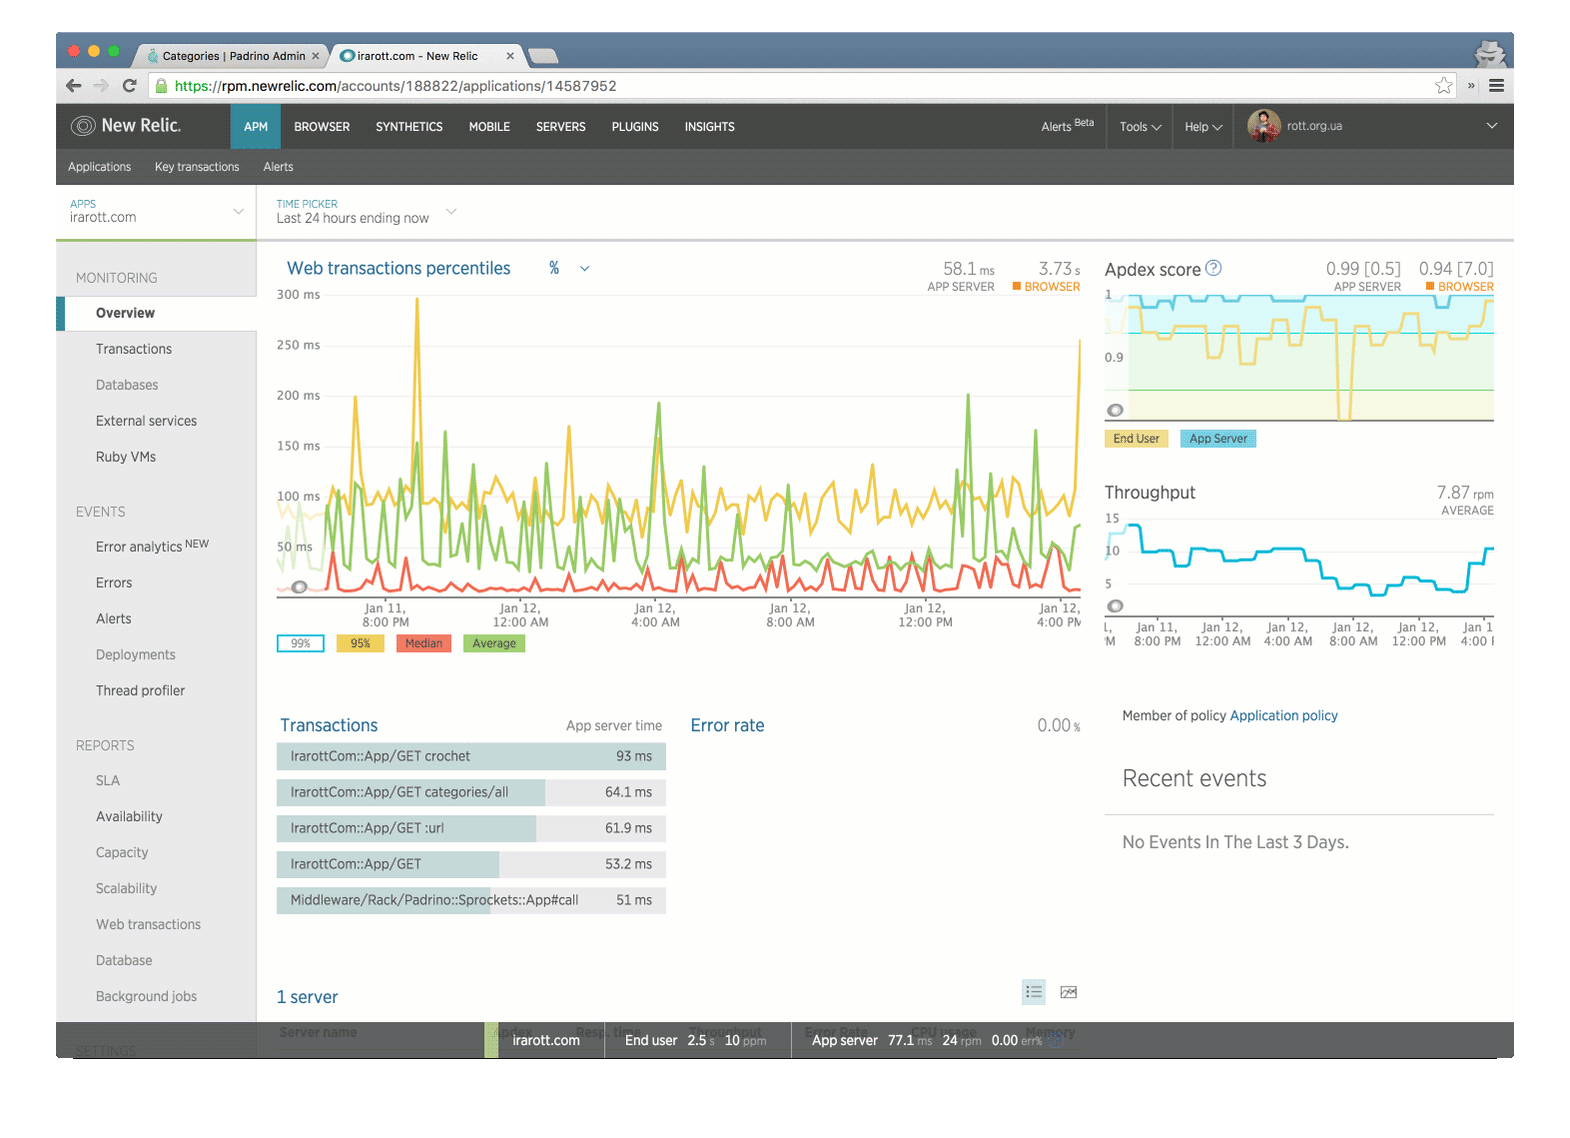 Categories | Padrino Admin ×
irarott.com - New Relic ×
https://rpm.newrelic.com/accounts/188822/applications/14587952
»
New Relic.
APM BROWSER SYNTHETICS MOBILE SERVERS PLUGINS INSIGHTS
Alerts Beta
Tools
Help
rott.org.ua
Applications Key transactions Alerts
APPS
irarott.com
TIME PICKER
Last 24 hours ending now
MONITORING
Overview
Transactions
Databases
External services
Ruby VMs
EVENTS
Error analytics NEW
Errors
Alerts
Deployments
Thread profiler
REPORTS
SLA
Availability
Capacity
Scalability
Web transactions
Database
Background jobs
SETTINGS
Web transactions percentiles %
58.1 ms
APP SERVER
3.73 s
BROWSER
300 ms
250 ms
200 ms
150 ms
100 ms
50 ms
Jan 11, 8:00 PM
Jan 12, 12:00 AM
Jan 12, 4:00 AM
Jan 12, 8:00 AM
Jan 12, 12:00 PM
Jan 12, 4:00 PM
99% 95% Median Average
Apdex score ?
0.99 [0.5]
APP SERVER
0.94 [7.0]
BROWSER
1
0.9
End User App Server
Throughput
7.87 rpm
AVERAGE
15
10
5
Jan 11, 8:00 PM
Jan 12, 12:00 AM
Jan 12, 4:00 AM
Jan 12, 8:00 AM
Jan 12, 12:00 PM
Jan 1
4:00
Transactions App server time
IrarottCom::App/GET crochet 93 ms
IrarottCom::App/GET categories/all 64.1 ms
IrarottCom::App/GET :url 61.9 ms
IrarottCom::App/GET 53.2 ms
Middleware/Rack/Padrino::Sprockets::App#call 51 ms
Error rate 0.00 %
Member of policy Application policy
Recent events
No Events In The Last 3 Days.
1 server
Server name Apdex Resp. time Throughput Error Rate CPU usage Memory
irarott.com End user 2.5 s 10 ppm App server 77.1 ms 24 rpm 0.00 err%